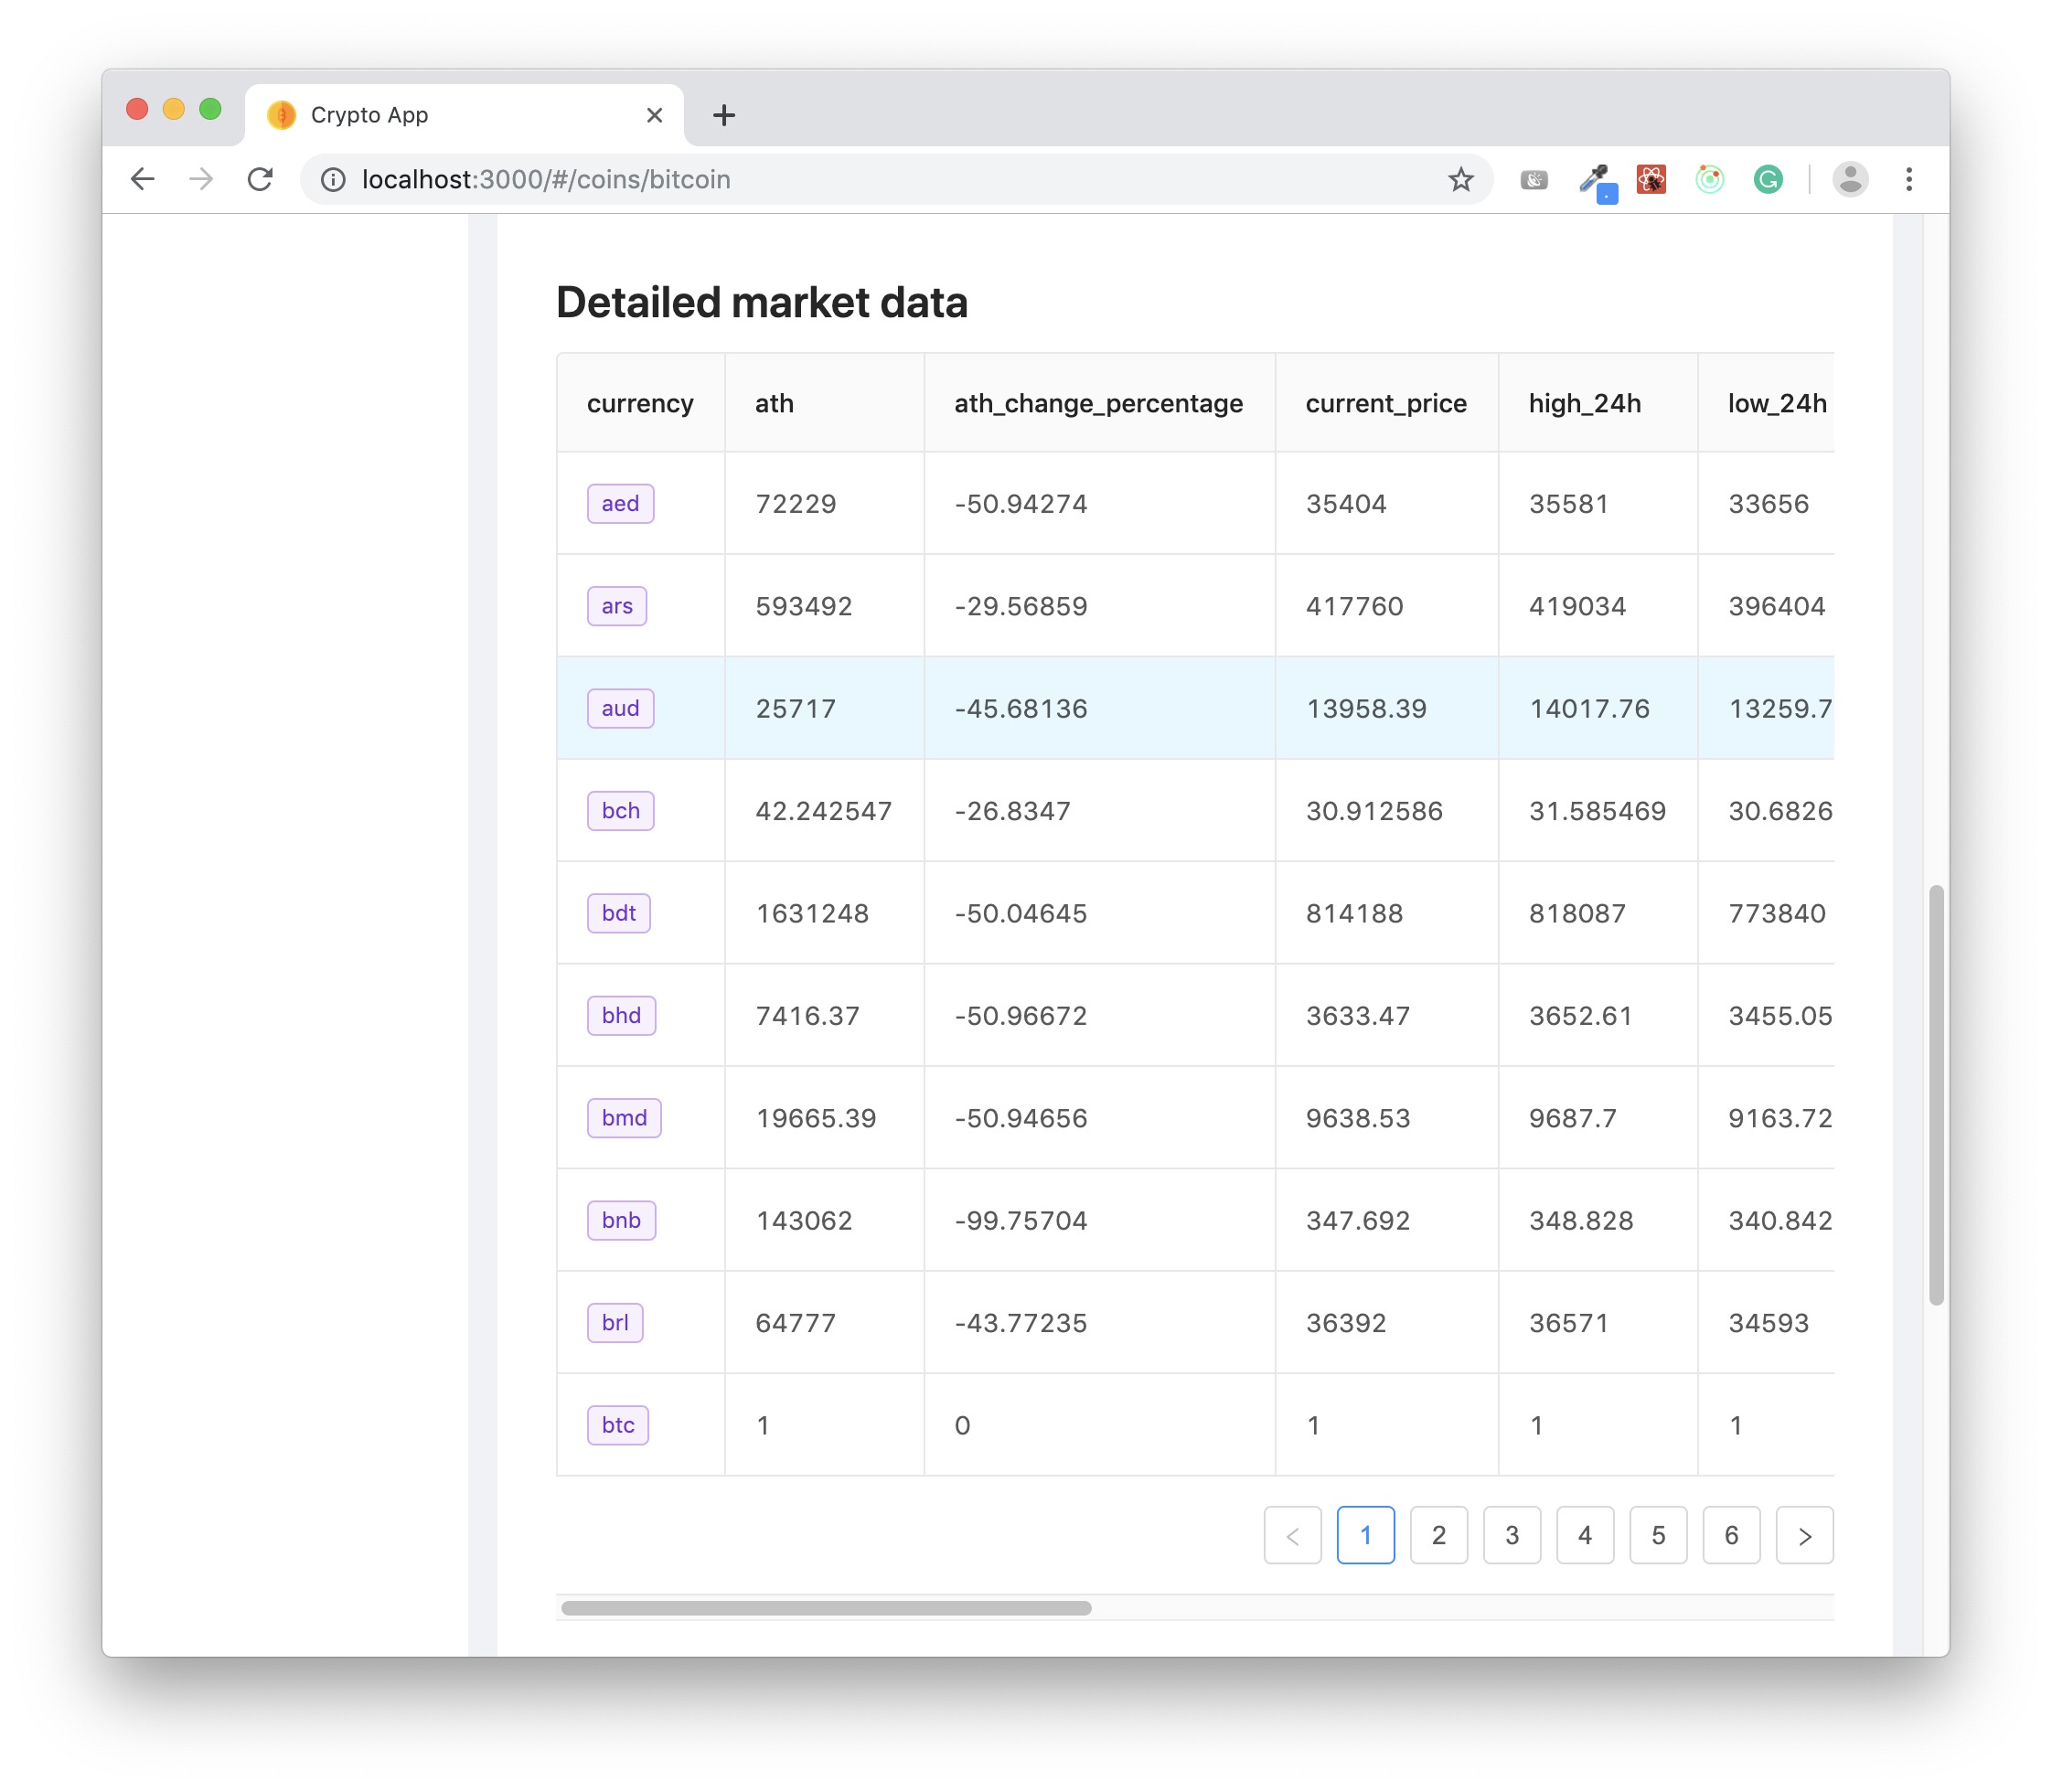 Crypto App
localhost:3000/#/coins/bitcoin
Detailed market data
currency ath ath_change_percentage current_price high_24h low_24h
aed 72229 -50.94274 35404 35581 33656
ars 593492 -29.56859 417760 419034 396404
aud 25717 -45.68136 13958.39 14017.76 13259.7
bch 42.242547 -26.8347 30.912586 31.585469 30.6826
bdt 1631248 -50.04645 814188 818087 773840
bhd 7416.37 -50.96672 3633.47 3652.61 3455.05
bmd 19665.39 -50.94656 9638.53 9687.7 9163.72
bnb 143062 -99.75704 347.692 348.828 340.842
brl 64777 -43.77235 36392 36571 34593
btc 1 0 1 1 1
< 1 2 3 4 5 6 >